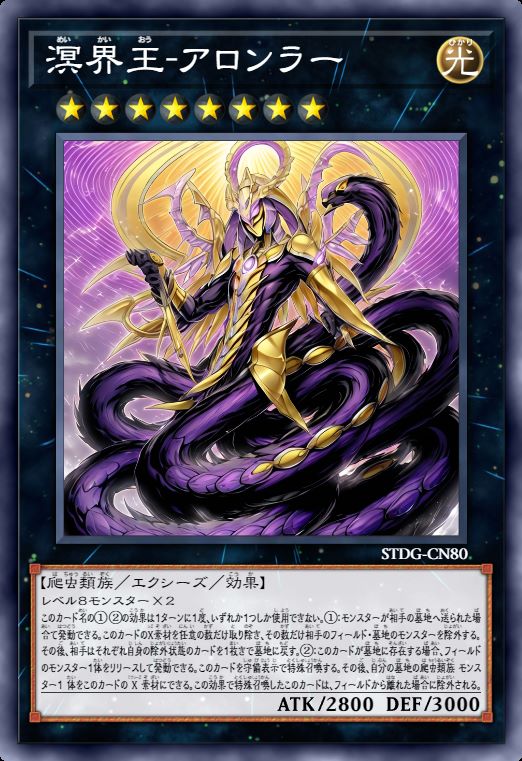 溟界王-アロンラー
光
STDG-CN80
【爬虫類族/エクシーズ/効果】
レベル8モンスター×2
このカード名の①②の効果は1ターンに1度、いずれか1つしか使用できない。①:モンスターが相手の墓地へ送られた場
合で発動できる。このカードのX素材を任意の数だけ取り除き、その数だけ相手のフィールド・墓地のモンスターを除外する。
その後、相手はそれぞれ自身の除外状態のカードを1枚まで墓地に戻す。②:このカードが墓地に存在する場合、フィールド
のモンスター1体をリリースして発動できる。このカードを守備表示で特殊召喚する。その後、自分の墓地の爬虫類族 モンス
ター1体をこのカードの X 素材にできる。この効果で特殊召喚したこのカードは、フィールドから離れた場合に除外される。
ATK/2800 DEF/3000